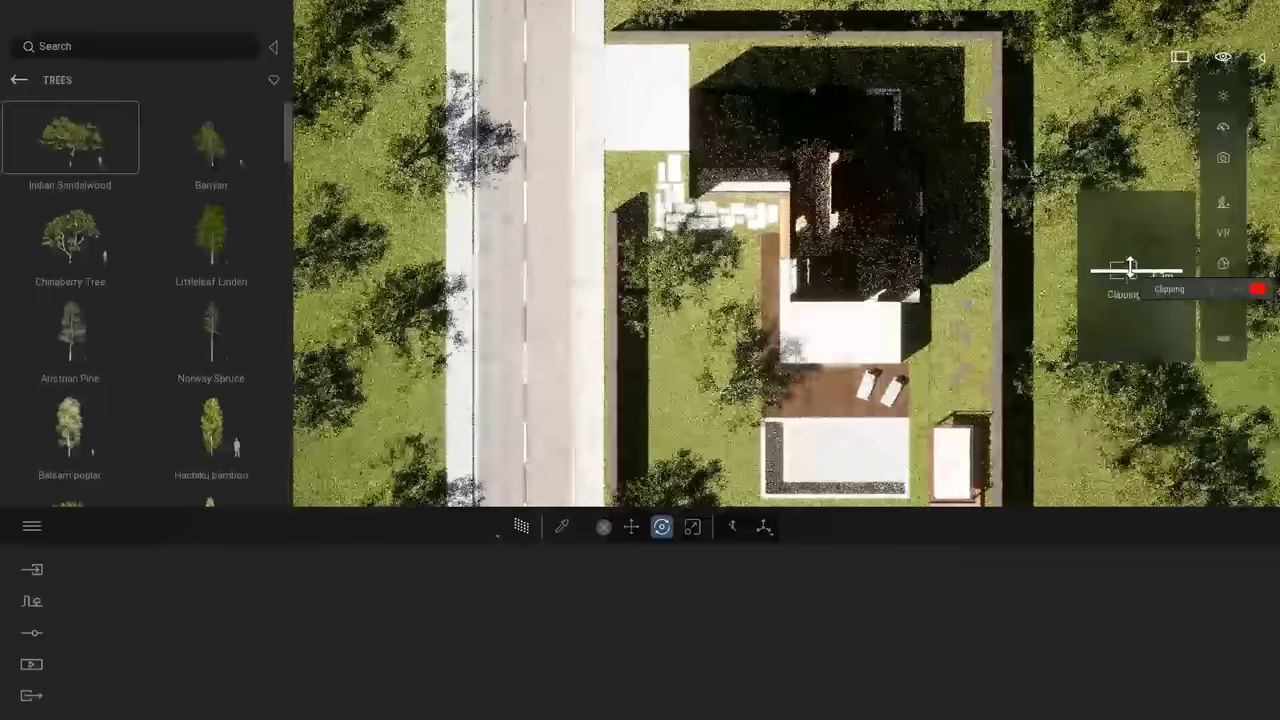 Search
TREES
Indian Sandalwood
Banyan
Chinaberry Tree
Littleleaf Linden
Austrian Pine
Norway Spruce
Balsam poplar
Hachiku bamboo
VR
Clipping
Clipping